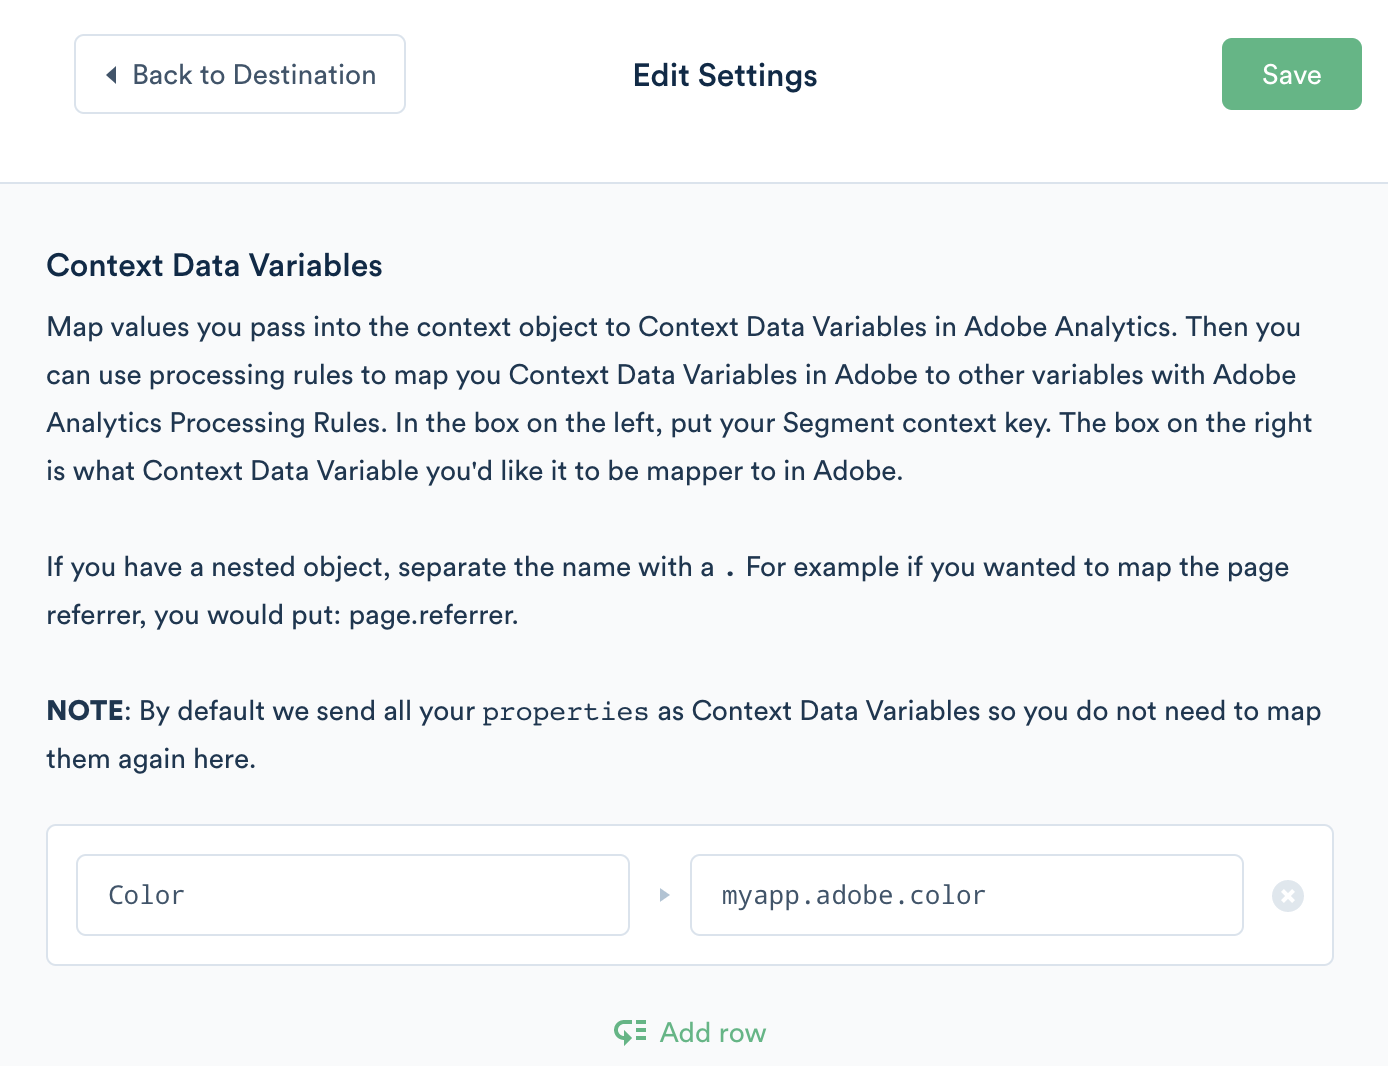 Back to Destination
Edit Settings
Save
Context Data Variables
Map values you pass into the context object to Context Data Variables in Adobe Analytics. Then you
can use processing rules to map you Context Data Variables in Adobe to other variables with Adobe
Analytics Processing Rules. In the box on the left, put your Segment context key. The box on the right
is what Context Data Variable you'd like it to be mapper to in Adobe.
If you have a nested object, separate the name with a . For example if you wanted to map the page
referrer, you would put: page.referrer.
NOTE: By default we send all your properties as Context Data Variables so you do not need to map
them again here.
Color
myapp.adobe.color
Add row